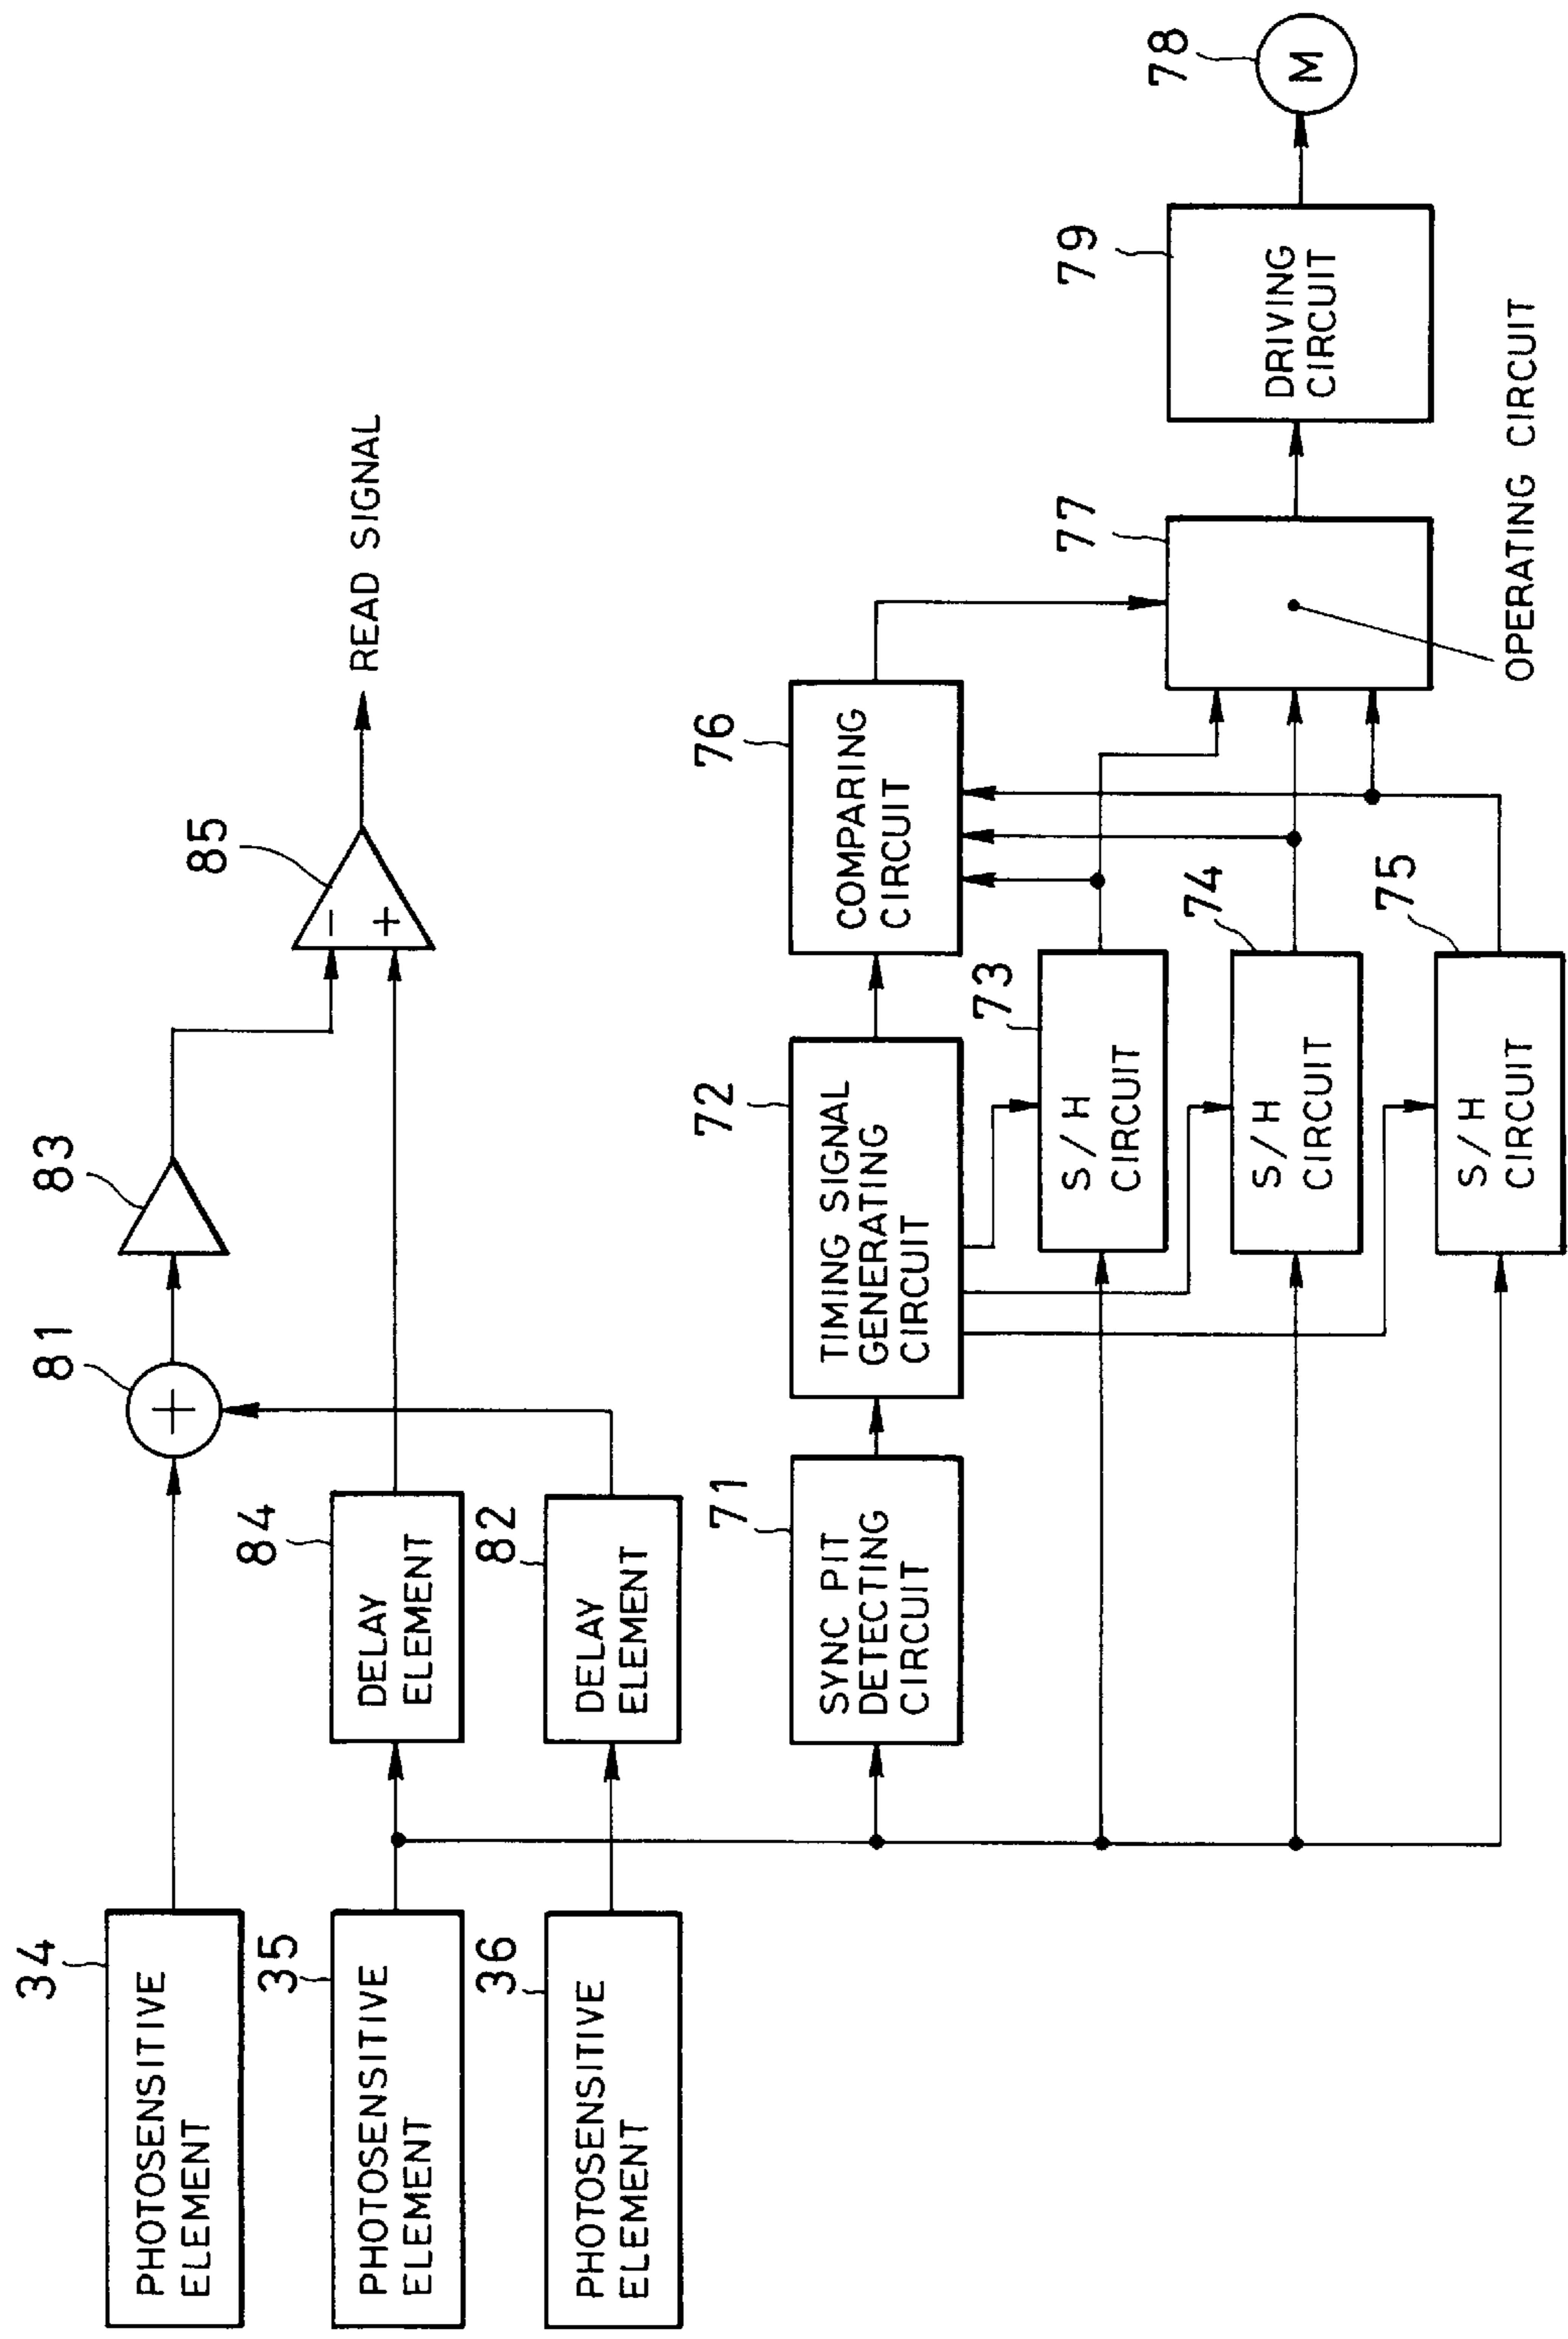 34
PHOTOSENSITIVE
ELEMENT
35
PHOTOSENSITIVE
ELEMENT
36
PHOTOSENSITIVE
ELEMENT
84
DELAY
ELEMENT
82
DELAY
ELEMENT
81
+
83
85
−
+
READ SIGNAL
71
SYNC PIT
DETECTING
CIRCUIT
72
TIMING SIGNAL
GENERATING
CIRCUIT
73
S/H
CIRCUIT
74
S/H
CIRCUIT
75
S/H
CIRCUIT
76
COMPARING
CIRCUIT
77
OPERATING CIRCUIT
79
DRIVING
CIRCUIT
78
M